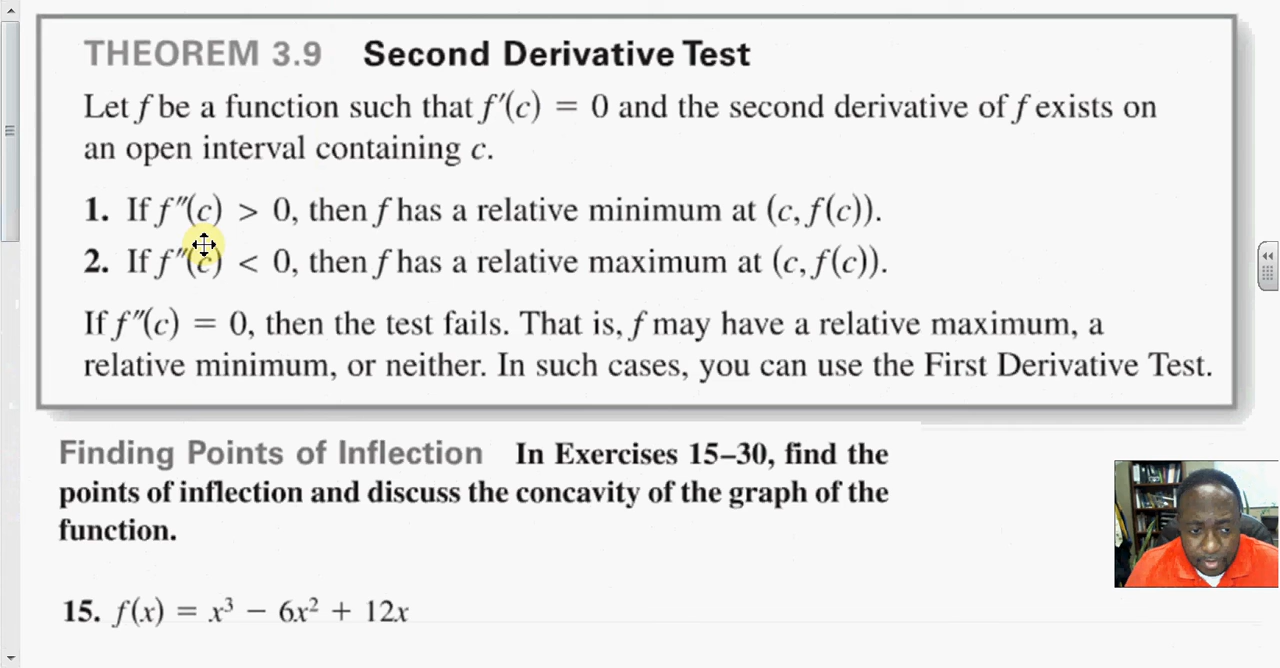 THEOREM 3.9 Second Derivative Test
Let f be a function such that f′(c) = 0 and the second derivative of f exists on
an open interval containing c.
1. If f″(c) > 0, then f has a relative minimum at (c, f(c)).
2. If f″(c) < 0, then f has a relative maximum at (c, f(c)).
If f″(c) = 0, then the test fails. That is, f may have a relative maximum, a
relative minimum, or neither. In such cases, you can use the First Derivative Test.
Finding Points of Inflection In Exercises 15–30, find the
points of inflection and discuss the concavity of the graph of the
function.
15. f(x) = x³ − 6x² + 12x